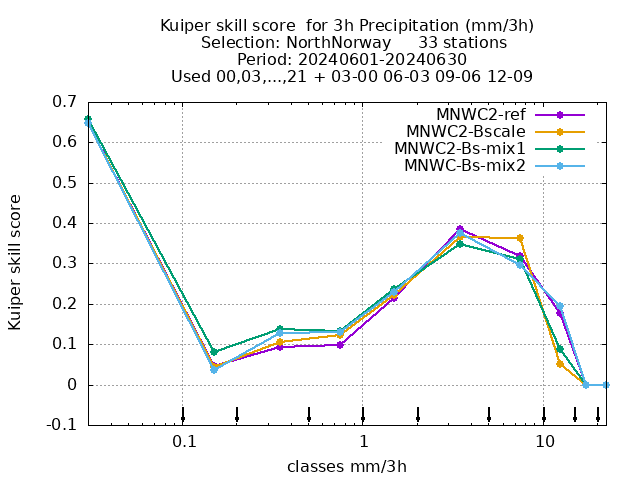 Kuiper skill score  for 3h Precipitation (mm/3h)
Selection: NorthNorway     33 stations
Period: 20240601-20240630
Used 00,03,...,21 + 03-00 06-03 09-06 12-09
MNWC2-ref
MNWC2-Bscale
MNWC2-Bs-mix1
MNWC-Bs-mix2
Kuiper skill score
0.7
0.6
0.5
0.4
0.3
0.2
0.1
0
-0.1
0.1 1 10
classes mm/3h